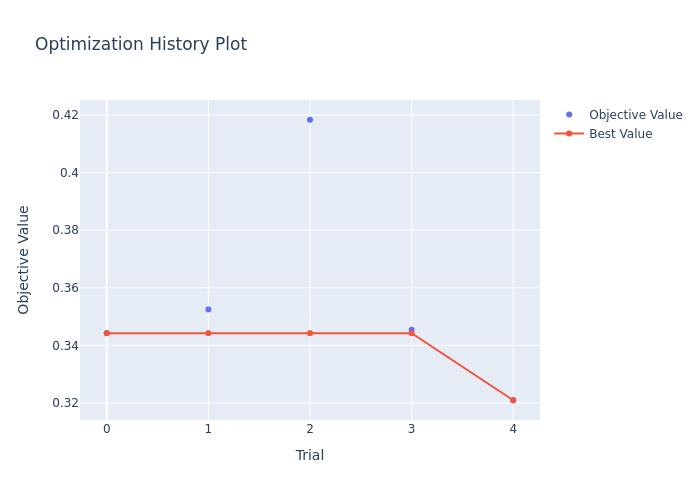 Optimization History Plot
Objective Value
Best Value
0.42
0.4
0.38
0.36
0.34
0.32
Objective Value
0
1
2
3
4
Trial